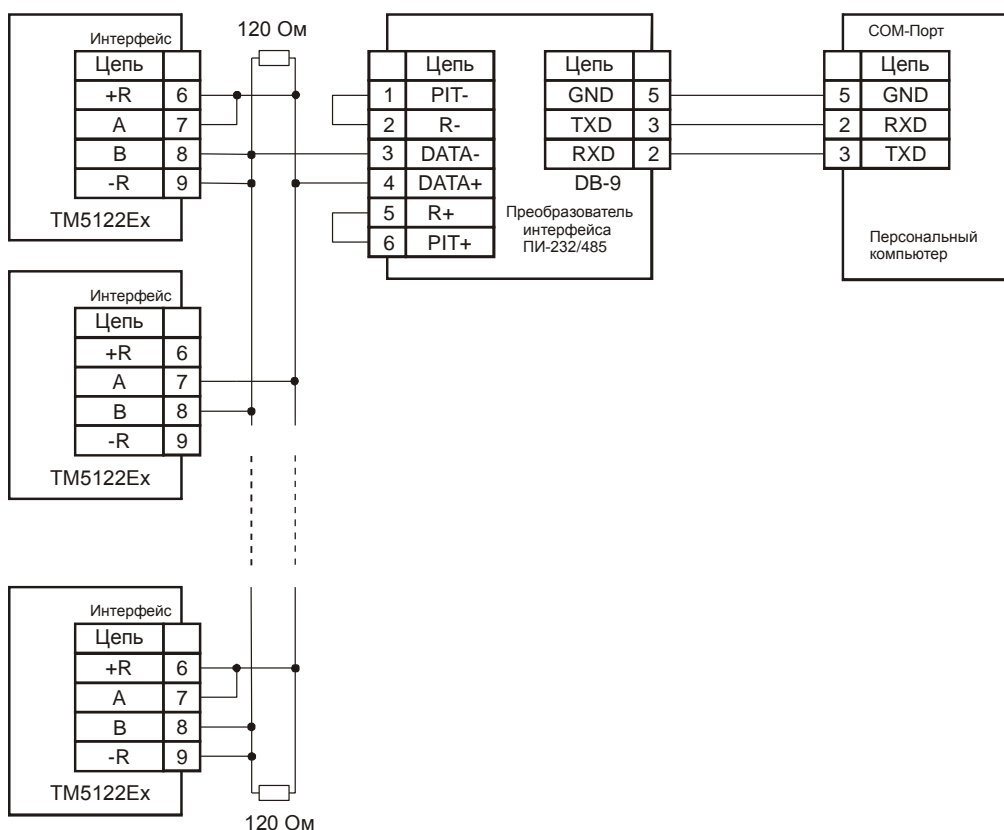 120 Ом
Интерфейс
Цепь
+R 6
A 7
B 8
-R 9
TM5122Ex
Цепь
1 PIT-
2 R-
3 DATA-
4 DATA+
5 R+
6 PIT+
Цепь
GND 5
TXD 3
RXD 2
DB-9
Преобразователь
интерфейса
ПИ-232/485
COM-Порт
Цепь
5 GND
2 RXD
3 TXD
Персональный
компьютер
Интерфейс
Цепь
+R 6
A 7
B 8
-R 9
TM5122Ex
Интерфейс
Цепь
+R 6
A 7
B 8
-R 9
TM5122Ex
120 Ом